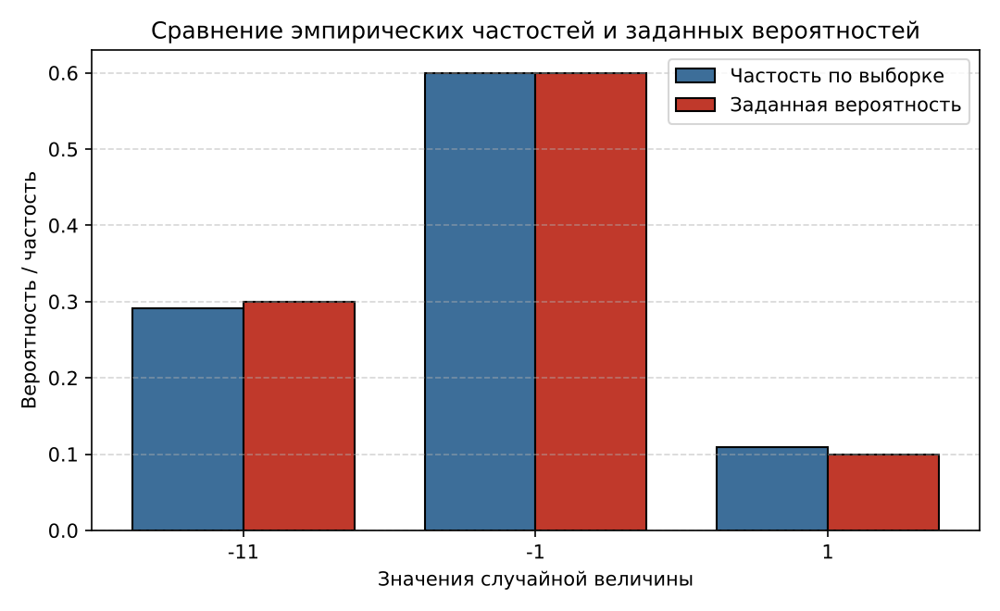 Сравнение эмпирических частостей и заданных вероятностей
Частость по выборке
Заданная вероятность
Вероятность / частость
0.6
0.5
0.4
0.3
0.2
0.1
0.0
-11
-1
1
Значения случайной величины